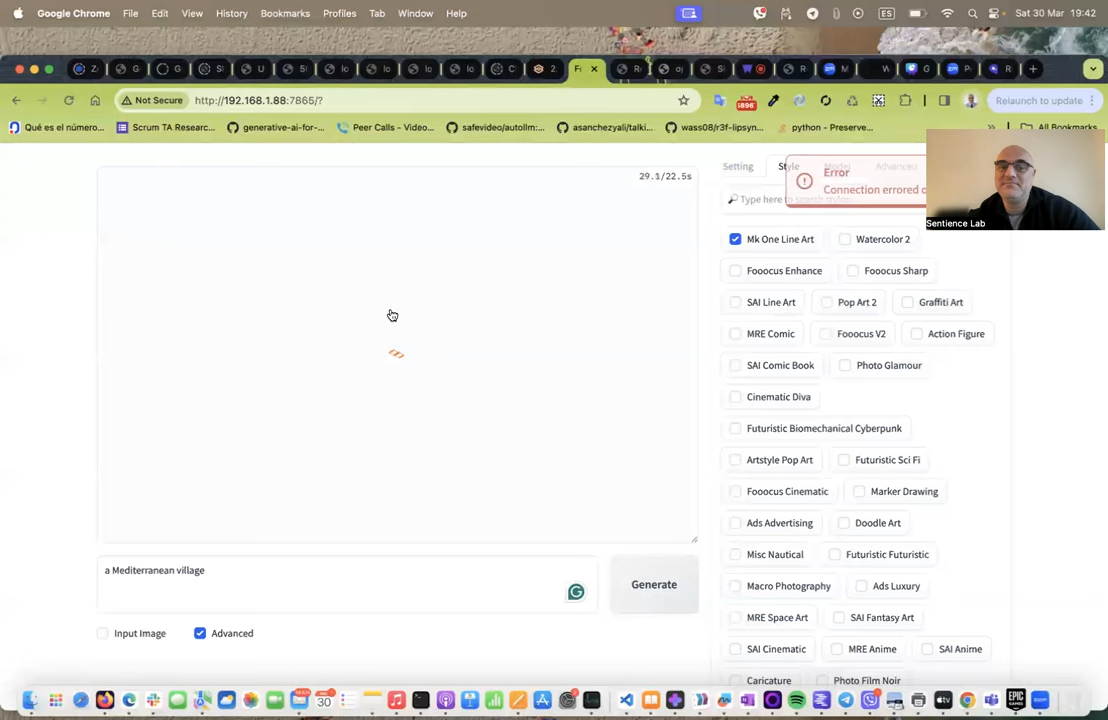 Google Chrome File Edit View History Bookmarks Profiles Tab Window Help ES Sat 30 Mar 19:42
Not Secure http://192.168.1.88:7865/? 896 Relaunch to update
Qué es el número... Scrum TA Researc... generative-ai-for-... Peer Calls - Video... safevideo/autollm:... asanchezyali/talki... wass08/r3f-lipsyn... python - Preserve... All Bookmarks
29.1/22.5s
Setting Style Model Advanced
Error
Connection errored
Type here to search styles
Sentience Lab
Mk One Line Art Watercolor 2
Fooocus Enhance Fooocus Sharp
SAI Line Art Pop Art 2 Graffiti Art
MRE Comic Fooocus V2 Action Figure
SAI Comic Book Photo Glamour
Cinematic Diva
Futuristic Biomechanical Cyberpunk
Artstyle Pop Art Futuristic Sci Fi
Fooocus Cinematic Marker Drawing
Ads Advertising Doodle Art
Misc Nautical Futuristic Futuristic
Macro Photography Ads Luxury
MRE Space Art SAI Fantasy Art
SAI Cinematic MRE Anime SAI Anime
Caricature Photo Film Noir
a Mediterranean village
Generate
Input Image Advanced
30
EPIC GAMES
zoom